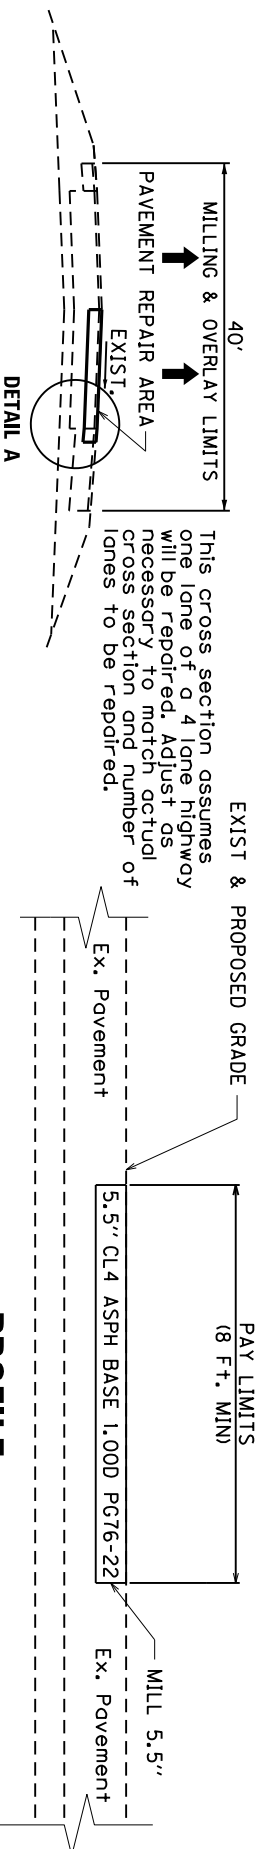 40'
MILLING & OVERLAY LIMITS
PAVEMENT REPAIR AREA
EXIST.
DETAIL A
This cross section assumes
one lane of a 4 lane highway
will be repaired. Adjust as
necessary to match actual
cross section and number of
lanes to be repaired.
EXIST & PROPOSED GRADE
PAY LIMITS
(8 Ft. MIN)
Ex. Pavement
5.5" CL4 ASPH BASE 1.00D PG76-22
MILL 5.5"
Ex. Pavement